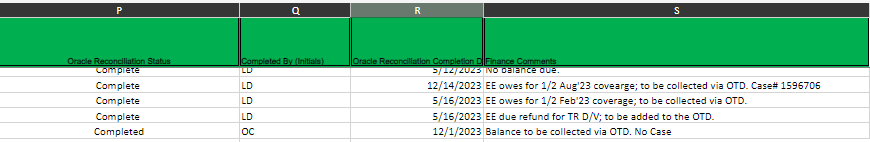 P Q R S
Oracle Reconciliation Status Completed By (Initials) Oracle Reconciliation Completion D Finance Comments
Complete LD 5/12/2023 No balance due.
Complete LD 12/14/2023 EE owes for 1/2 Aug'23 covearge; to be collected via OTD. Case# 1596706
Complete LD 5/16/2023 EE owes for 1/2 Feb'23 coverage; to be collected via OTD.
Complete LD 5/16/2023 EE due refund for TR D/V; to be added to the OTD.
Completed OC 12/1/2023 Balance to be collected via OTD. No Case